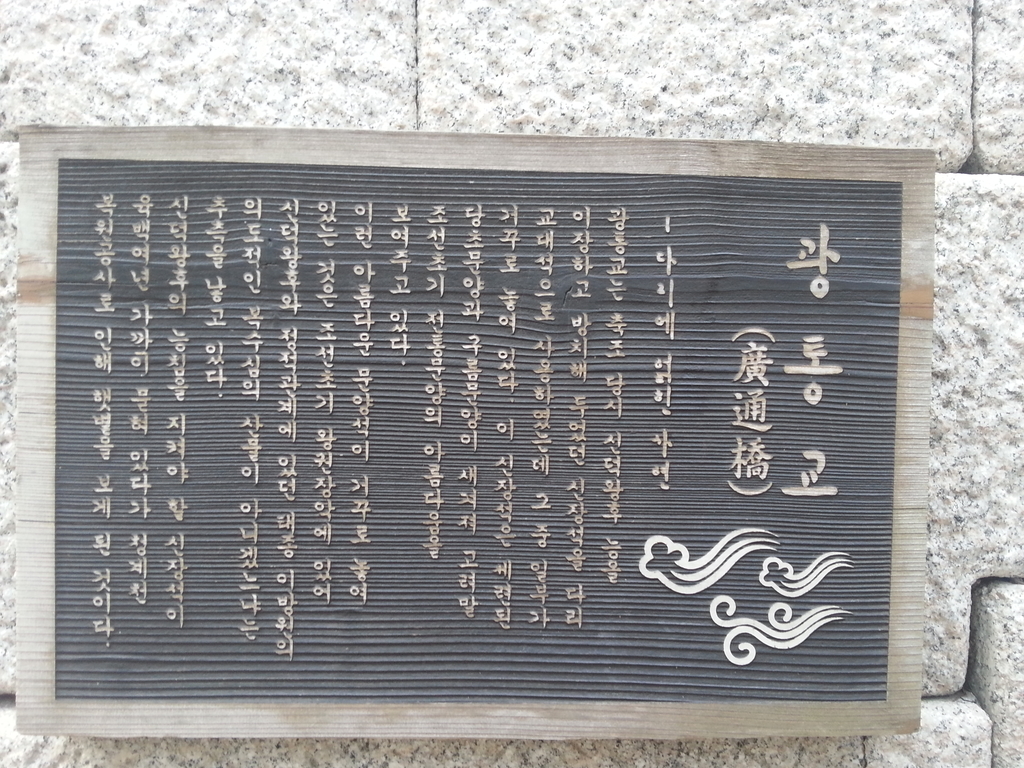 광통교
(廣通橋)
- 다리에 얽힌 사연
광통교는 축조 당시 신덕왕후 능을
이장하고 방치해 두었던 신장석을 다리
교대석으로 사용하였는데 그 중 일부가
거꾸로 놓여 있다. 이 신장석은 세련된
당초문양과 구름문양이 새겨져 고려말
조선초기 전통문양의 아름다움을
보여주고 있다.
이런 아름다운 문양석이 거꾸로 놓여
있는 것은 조선초기 왕권장악에 있어
신덕왕후와 정적관계에 있던 태종 이방원의
의도적인 복수심의 산물이 아니겠느냐는
추측을 낳고 있다.
신덕왕후의 능침을 지켜야 할 신장석이
육백여년 가까이 묻혀 있다가 청계천
복원공사로 인해 햇볕을 보게 된 것이다.